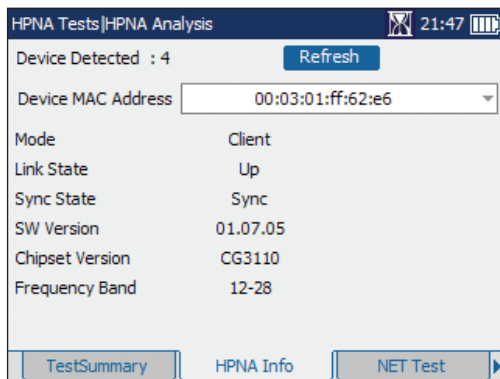 HPNA Tests|HPNA Analysis 21:47
Device Detected : 4 Refresh
Device MAC Address 00:03:01:ff:62:e6
Mode Client
Link State Up
Sync State Sync
SW Version 01.07.05
Chipset Version CG3110
Frequency Band 12-28
TestSummary HPNA Info NET Test